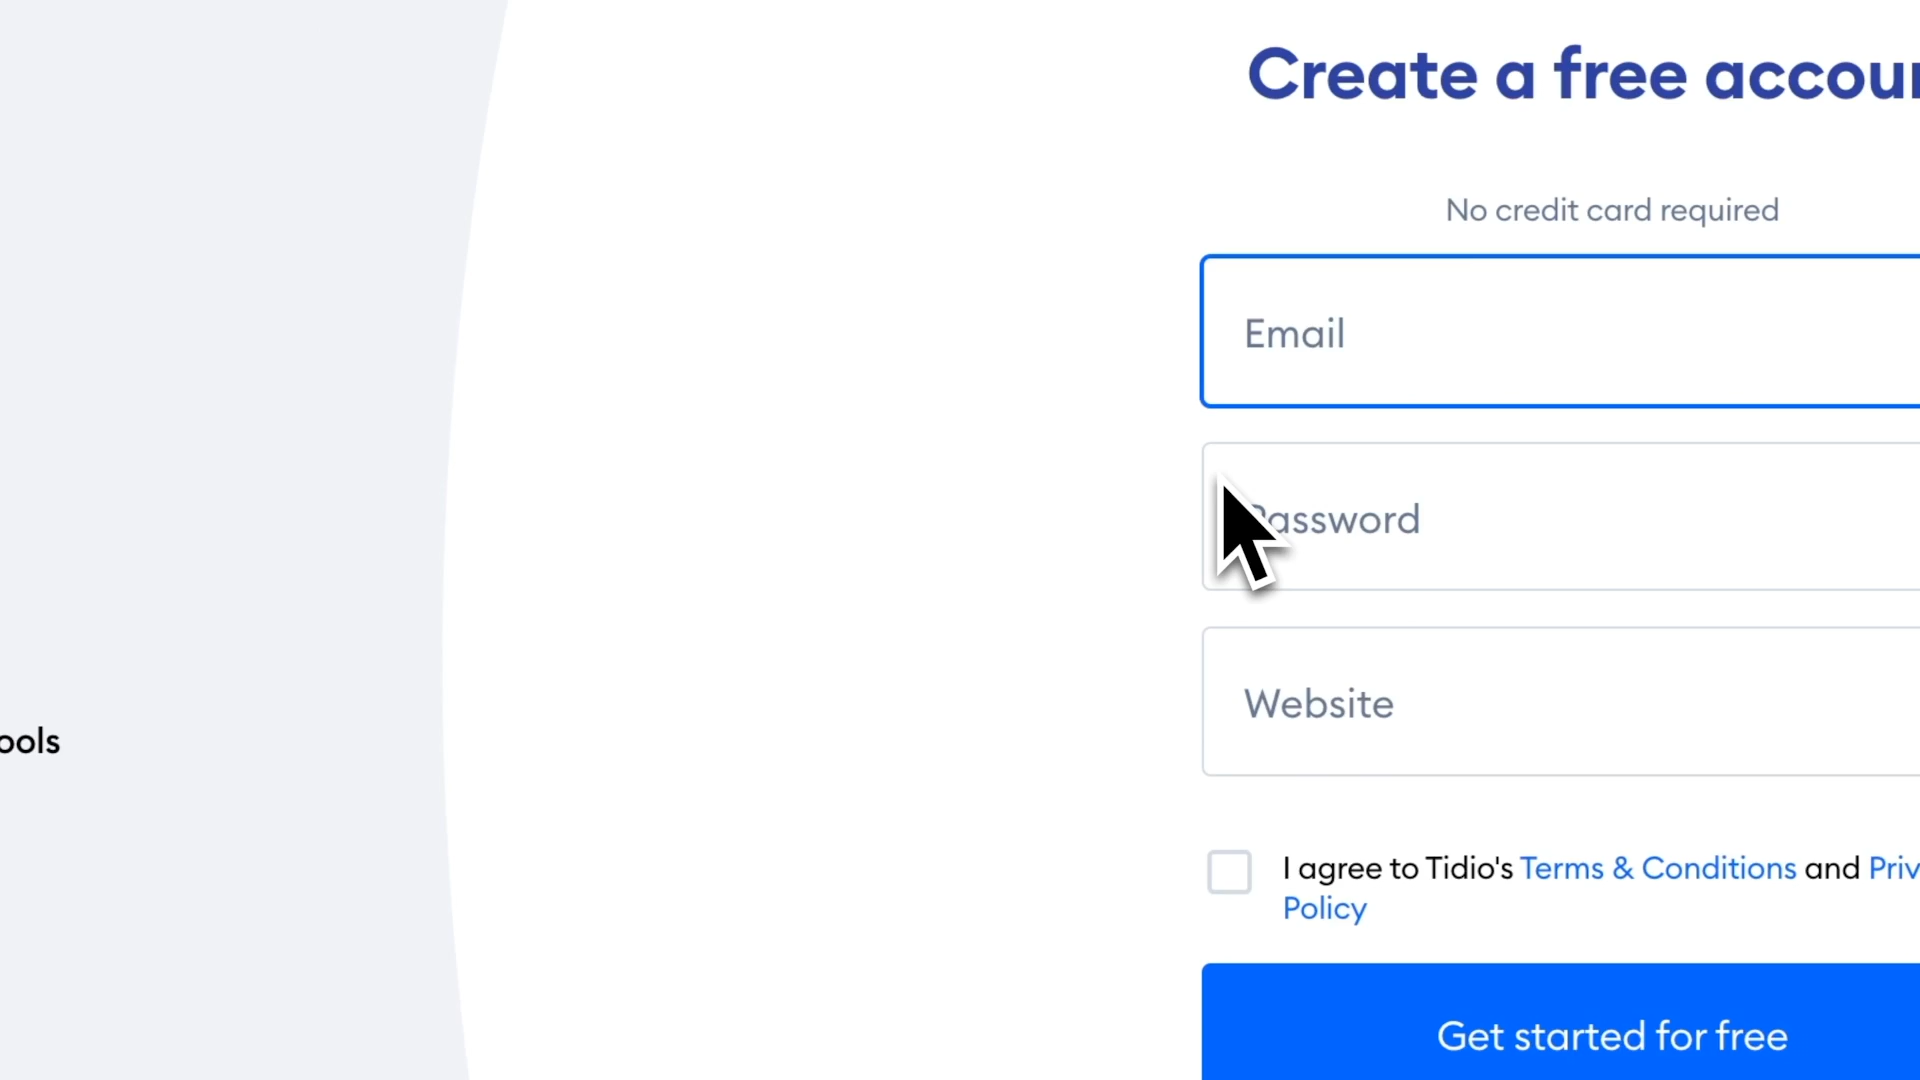 Create a free accoun
No credit card required
Email
Password
Website
ools
I agree to Tidio's Terms & Conditions and Priv
Policy
Get started for free